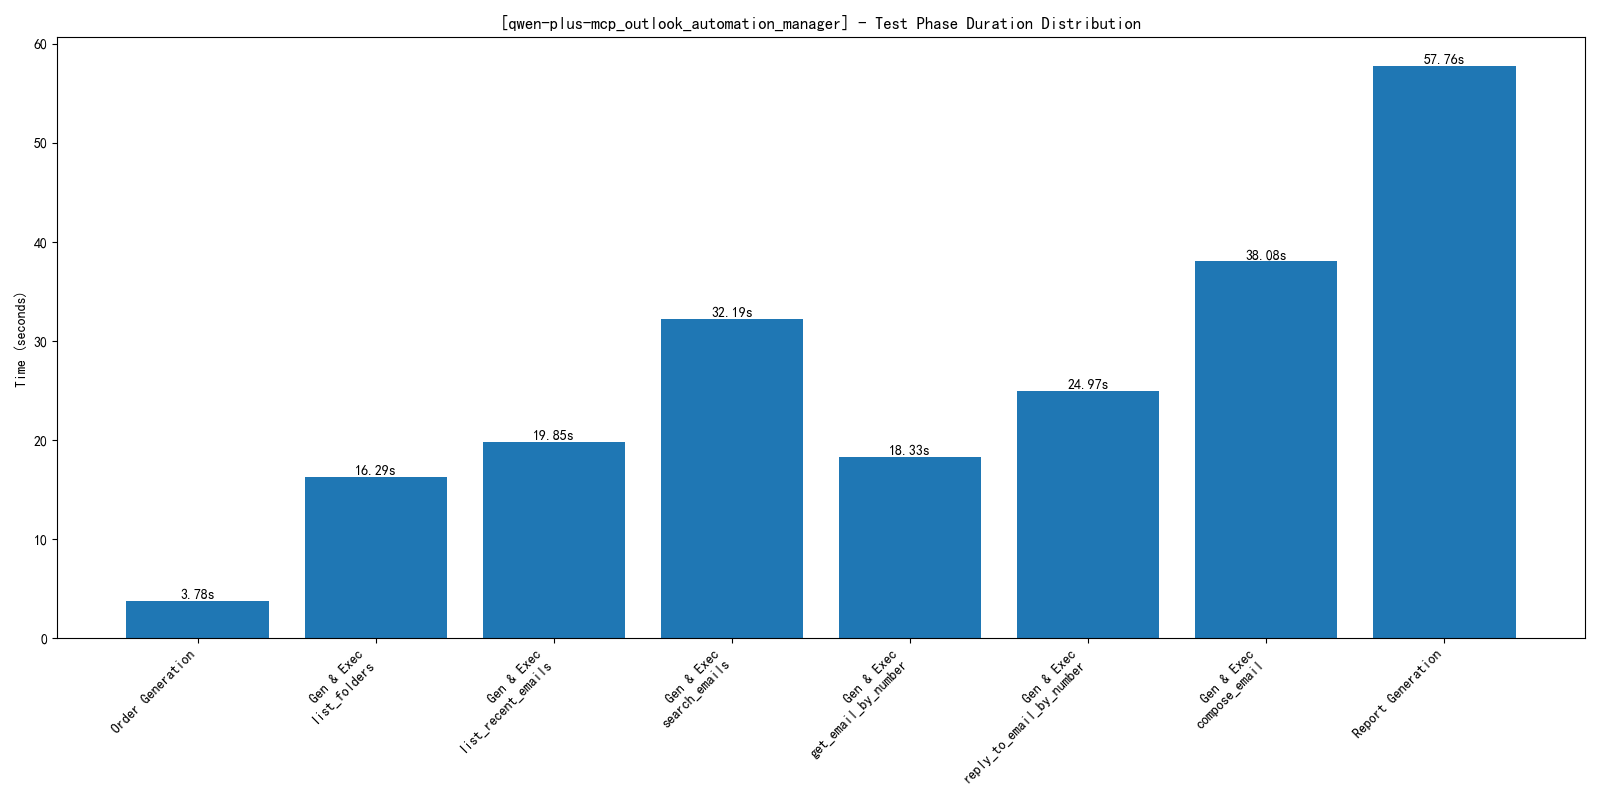 [qwen-plus-mcp_outlook_automation_manager] - Test Phase Duration Distribution
Time (seconds)
60
50
40
30
20
10
0
3.78s
16.29s
19.85s
32.19s
18.33s
24.97s
38.08s
57.76s
Order Generation
Gen & Exec
list_folders
Gen & Exec
list_recent_emails
Gen & Exec
search_emails
Gen & Exec
get_email_by_number
Gen & Exec
reply_to_email_by_number
Gen & Exec
compose_email
Report Generation